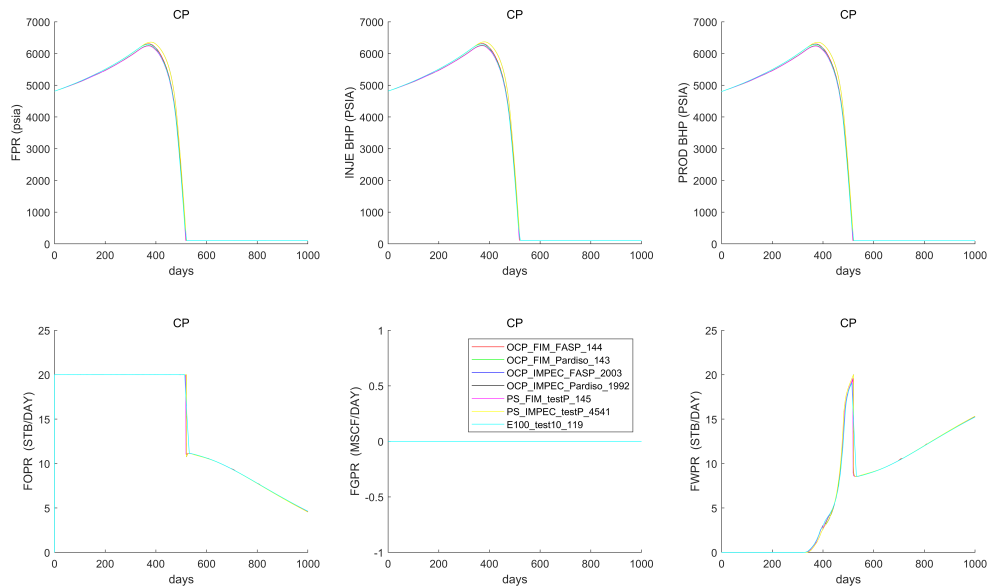 CP
7000
6000
5000
4000
3000
2000
1000
0
FPR (psia)
0 200 400 600 800 1000
days
CP
7000
6000
5000
4000
3000
2000
1000
0
INJE BHP (PSIA)
0 200 400 600 800 1000
days
CP
7000
6000
5000
4000
3000
2000
1000
0
PROD BHP (PSIA)
0 200 400 600 800 1000
days
CP
25
20
15
10
5
0
FOPR (STB/DAY)
0 200 400 600 800 1000
days
CP
1
0.5
0
-0.5
-1
FGPR (MSCF/DAY)
OCP_FIM_FASP_144
OCP_FIM_Pardiso_143
OCP_IMPEC_FASP_2003
OCP_IMPEC_Pardiso_1992
PS_FIM_testP_145
PS_IMPEC_testP_4541
E100_test10_119
0 200 400 600 800 1000
days
CP
25
20
15
10
5
0
FWPR (STB/DAY)
0 200 400 600 800 1000
days